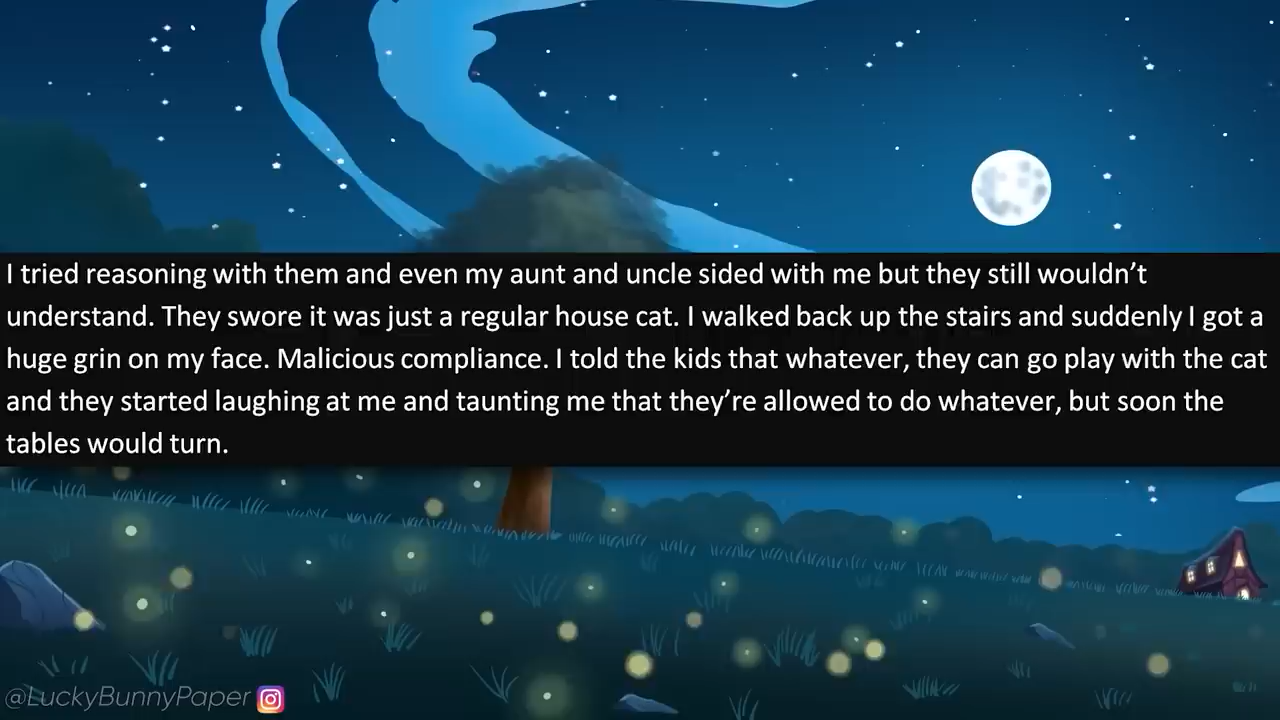 I tried reasoning with them and even my aunt and uncle sided with me but they still wouldn’t
understand. They swore it was just a regular house cat. I walked back up the stairs and suddenly I got a
huge grin on my face. Malicious compliance. I told the kids that whatever, they can go play with the cat
and they started laughing at me and taunting me that they’re allowed to do whatever, but soon the
tables would turn.
@LuckyBunnyPaper